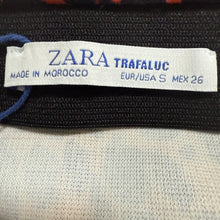 ZARA TRAFALUC
MADE IN MOROCCO EUR/USA S MEX 26